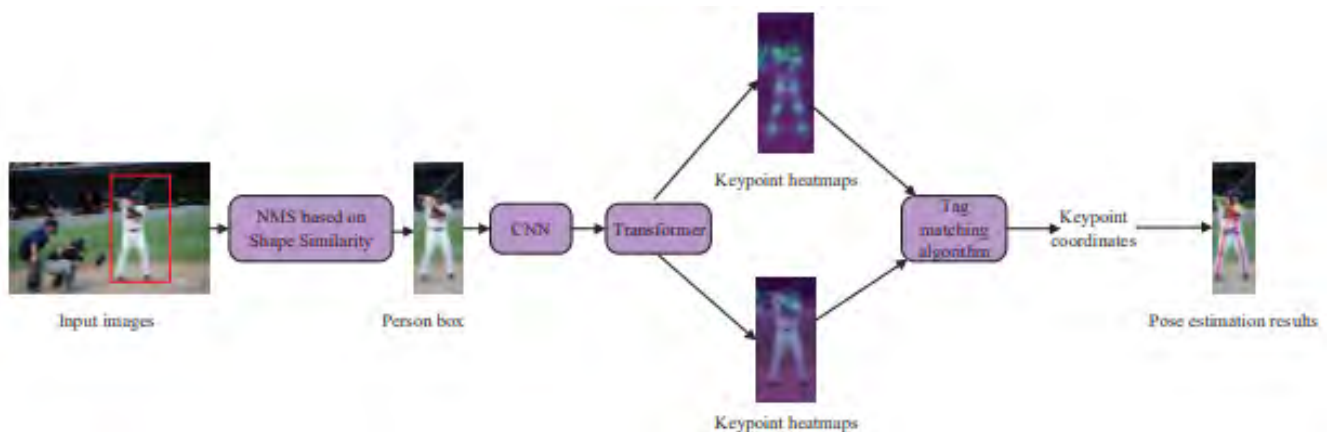 Keypoint heatmaps
NMS based on
Shape Similarity
CNN
Transformer
Tag
matching
algorithm
Keypoint
coordinates
Input images
Person box
Pose estimation results
Keypoint heatmaps